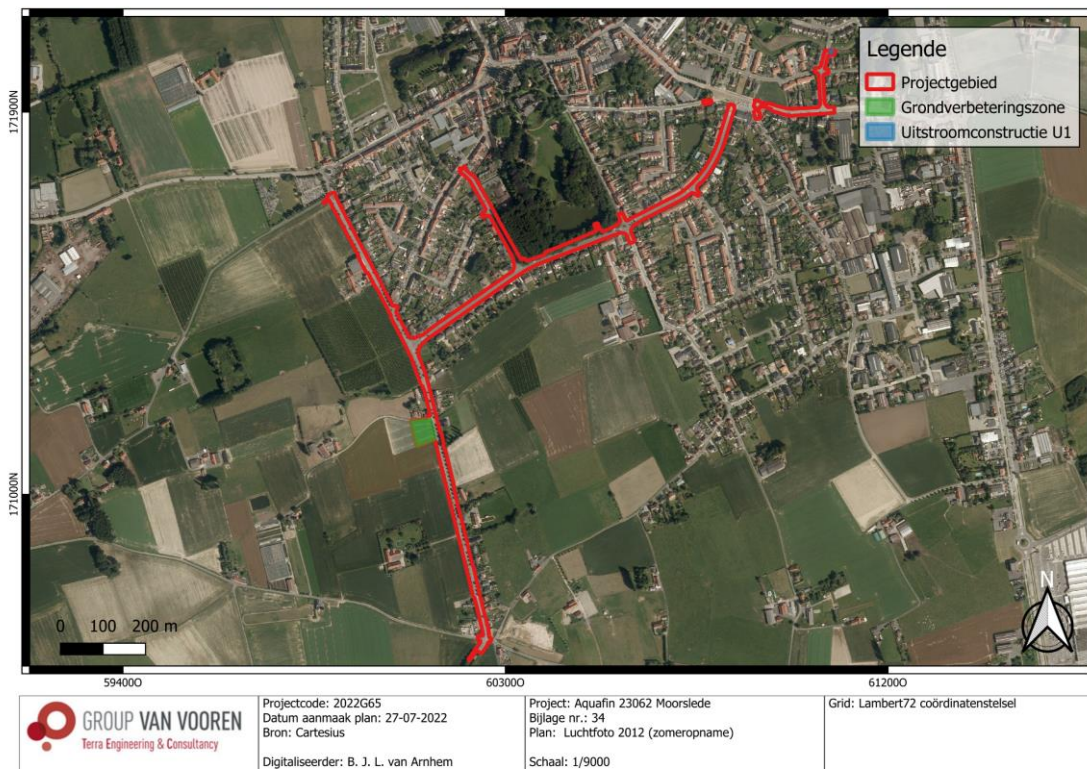 Legende
Projectgebied
Grondverbeteringszone
Uitstroomconstructie U1
171900N
171000N
N
0 100 200 m
594000
603000
612000
GROUP VAN VOOREN
Terra Engineering & Consultancy
Projectcode: 2022G65
Datum aanmaak plan: 27-07-2022
Bron: Cartesius
Digitaliseerder: B. J. L. van Arnhem
Project: Aquafin 23062 Moorslede
Bijlage nr.: 34
Plan: Luchtfoto 2012 (zomeropname)
Schaal: 1/9000
Grid: Lambert72 coördinatenstelsel